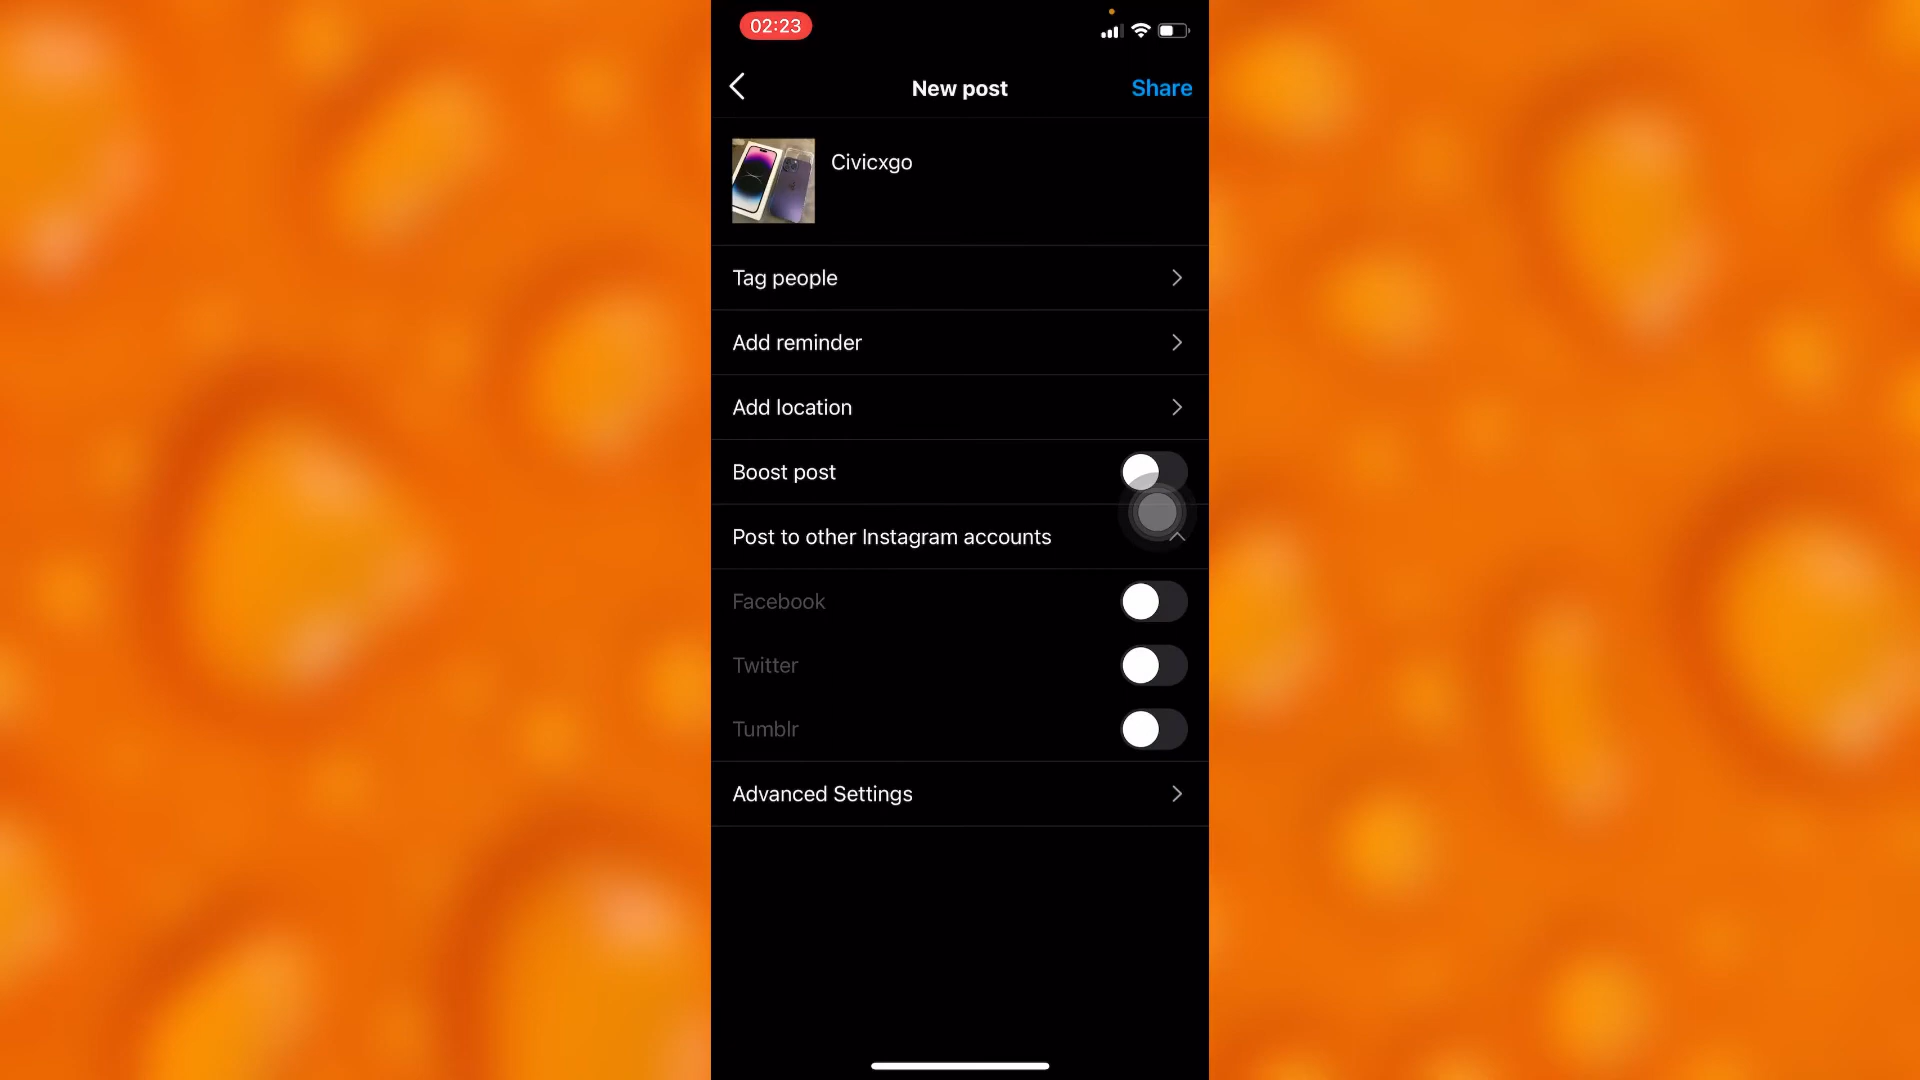 02:23
New post
Share
Civicxgo
Tag people
Add reminder
Add location
Boost post
Post to other Instagram accounts
Facebook
Twitter
Tumblr
Advanced Settings